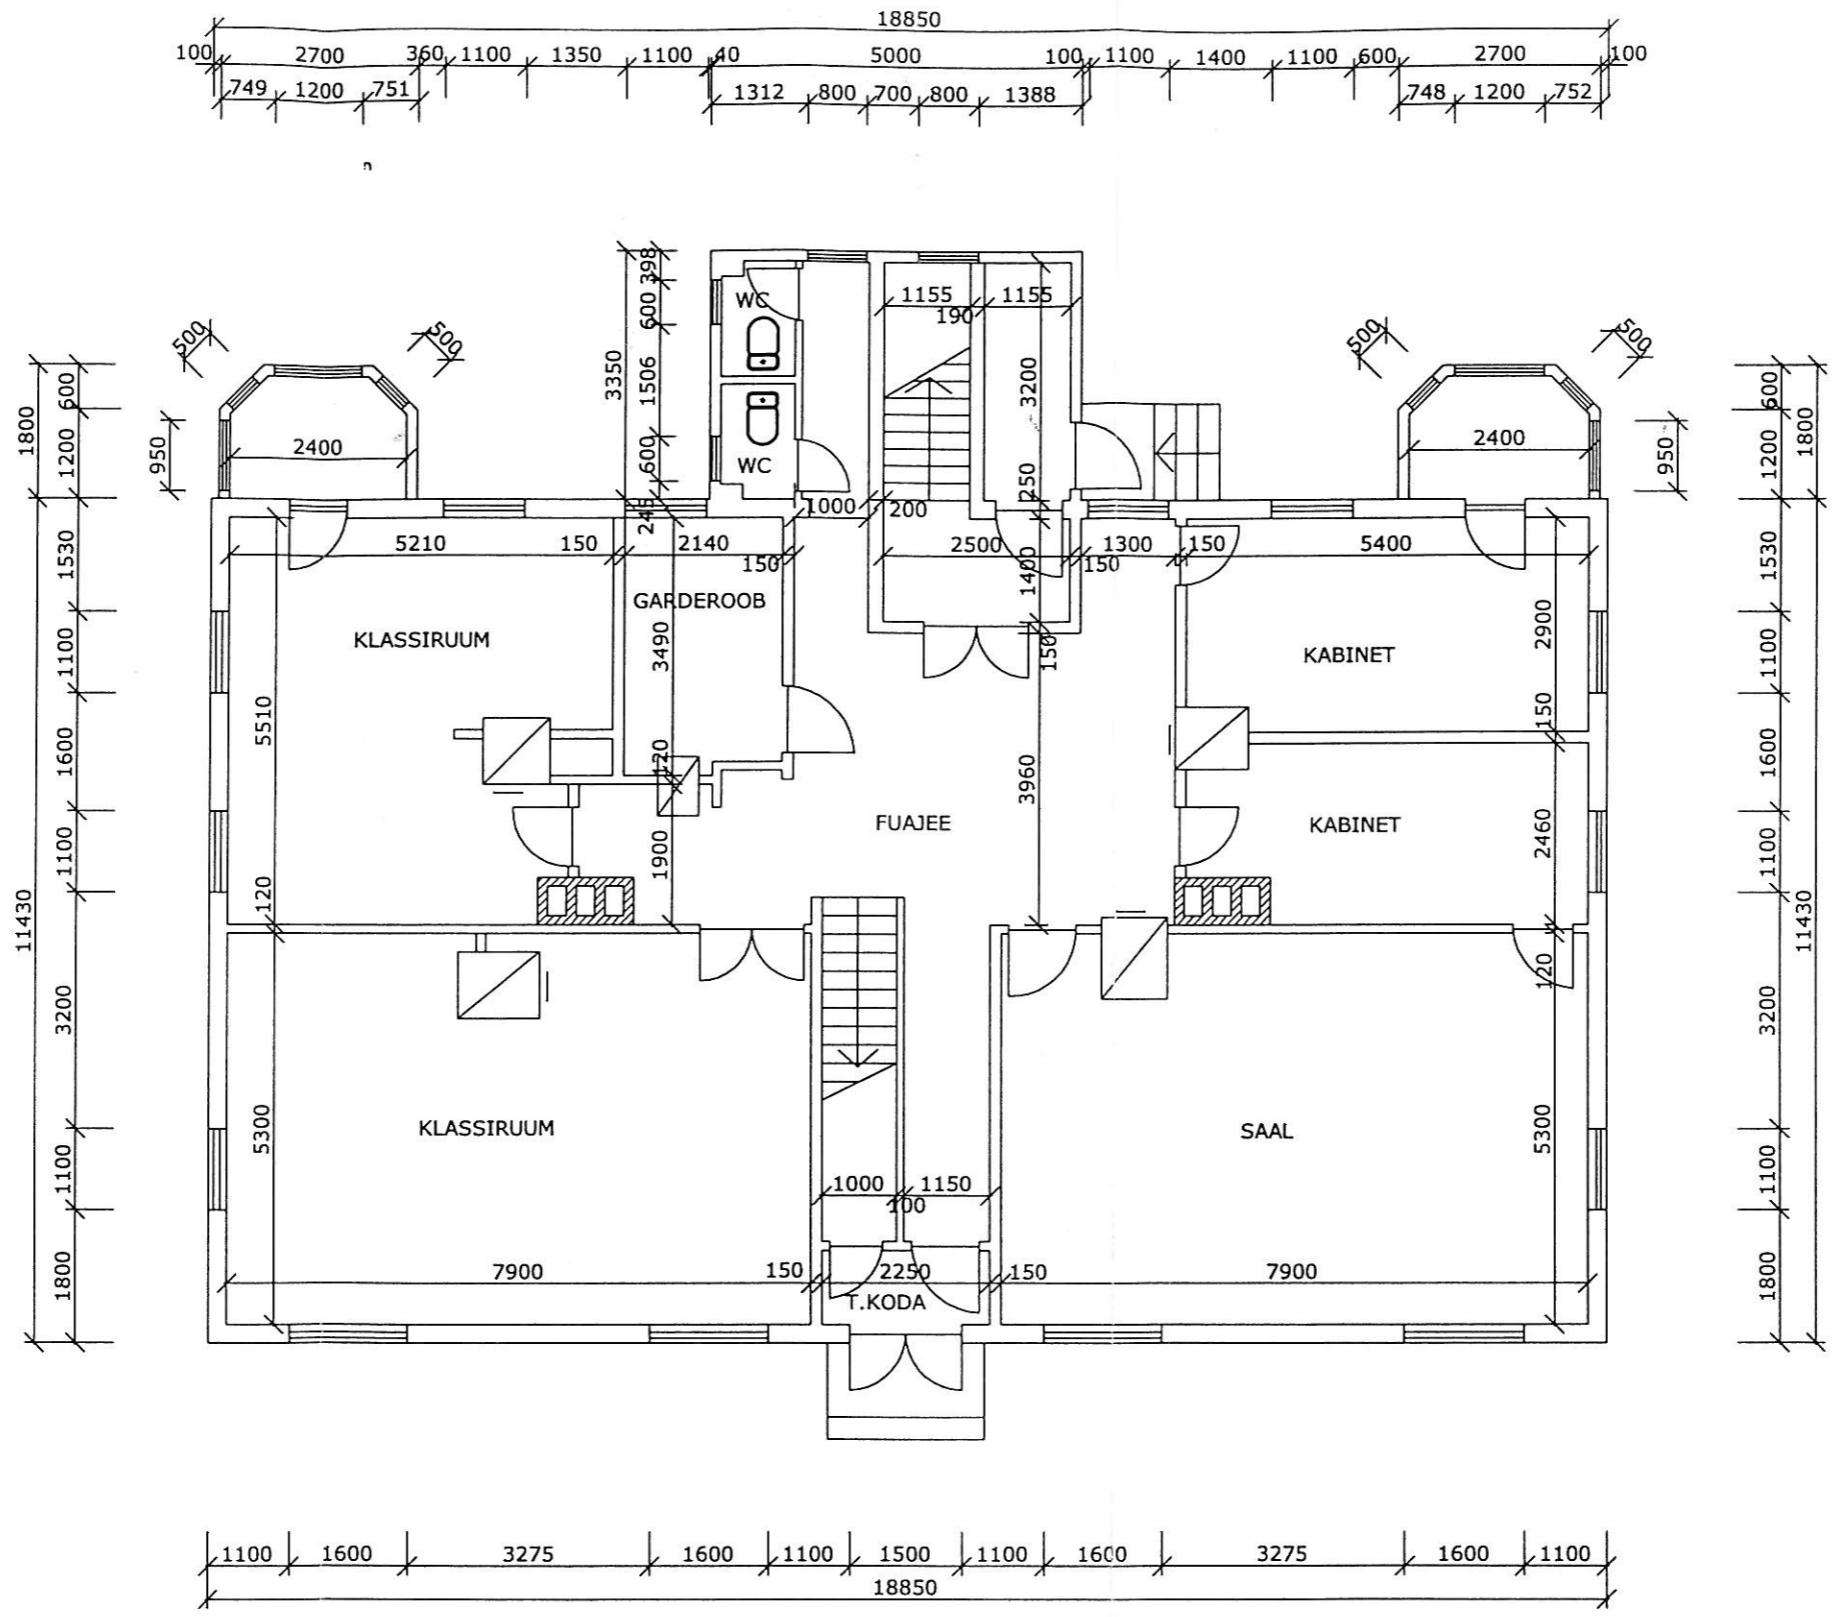 18850
100 2700 360 1100 1350 1100 40 5000 100 1100 1400 1100 600 2700 100
749 1200 751 1312 800 700 800 1388 748 1200 752
n
398
WC 600 1155 1155
190
500 500 500 500
3350 1506 3200
600 600
1800 1200 950 2400 600 WC 250 2400 950 1200 1800
245 1000 200
5210 150 2140 150 2500 1400 1300 150 150 5400
1530 1530
GARDEROOB
KLASSIRUUM 3490 150 KABINET 2900
1100 1100
5510 120 150
1600 3960 1600
FUAJEE KABINET 2460
1100 1900 1100
120
11430 11430
3200 120 3200
5300 KLASSIRUUM SAAL 5300
1100 1000 1150 1100
100
7900 150 2250 150 7900
1800 T.KODA 1800
1100 1600 3275 1600 1100 1500 1100 1600 3275 1600 1100
18850